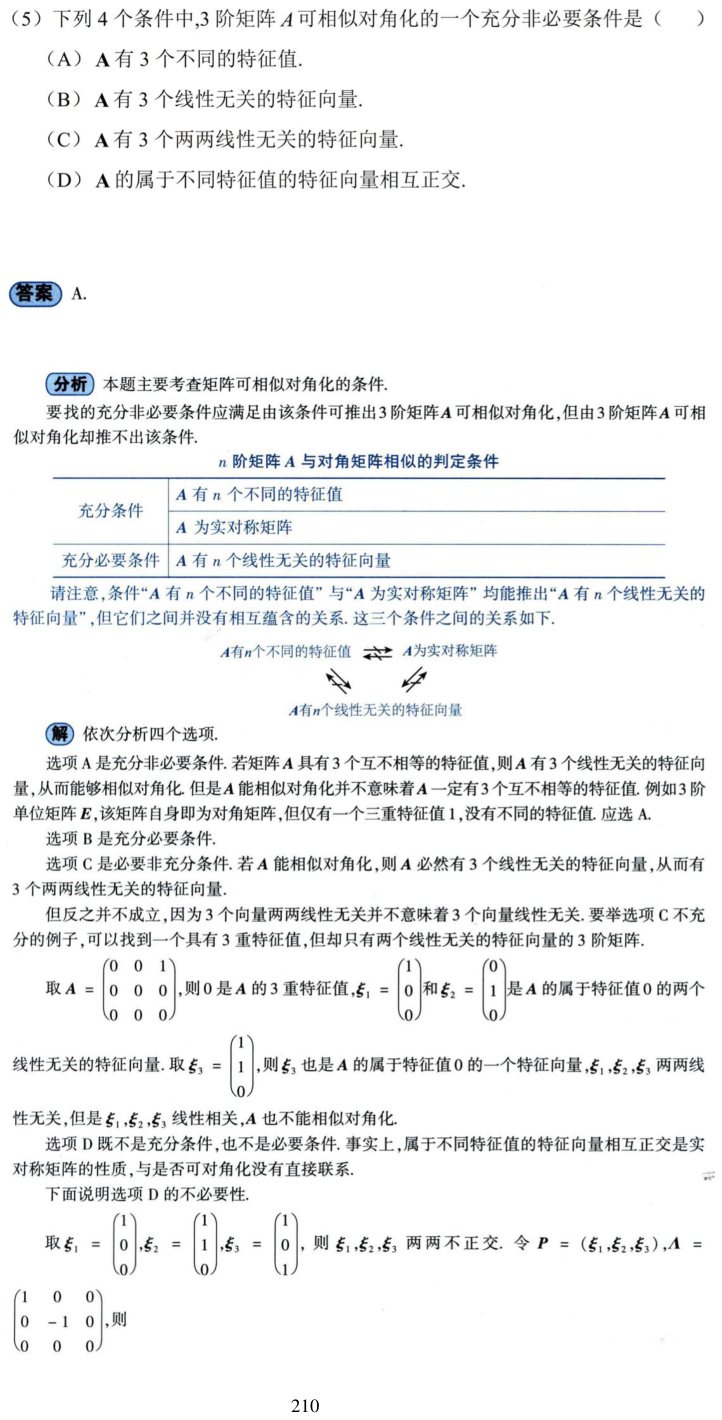 （5）下列 4 个条件中,3 阶矩阵 A 可相似对角化的一个充分非必要条件是（　　）
（A） A 有 3 个不同的特征值.
（B） A 有 3 个线性无关的特征向量.
（C） A 有 3 个两两线性无关的特征向量.
（D） A 的属于不同特征值的特征向量相互正交.
答案 A.
分析 本题主要考查矩阵可相似对角化的条件.
要找的充分非必要条件应满足由该条件可推出3阶矩阵A可相似对角化,但由3阶矩阵A可相
似对角化却推不出该条件.
n 阶矩阵 A 与对角矩阵相似的判定条件
充分条件 A 有 n 个不同的特征值
A 为实对称矩阵
充分必要条件 A 有 n 个线性无关的特征向量
请注意,条件“A 有 n 个不同的特征值”与“A 为实对称矩阵”均能推出“A 有 n 个线性无关的
特征向量”,但它们之间并没有相互蕴含的关系. 这三个条件之间的关系如下.
A有n个不同的特征值 A为实对称矩阵
A有n个线性无关的特征向量
解 依次分析四个选项.
选项 A 是充分非必要条件. 若矩阵 A 具有 3 个互不相等的特征值,则 A 有 3 个线性无关的特征向
量,从而能够相似对角化. 但是 A 能相似对角化并不意味着 A 一定有 3 个互不相等的特征值. 例如 3 阶
单位矩阵 E,该矩阵自身即为对角矩阵,但仅有一个三重特征值 1,没有不同的特征值. 应选 A.
选项 B 是充分必要条件.
选项 C 是必要非充分条件. 若 A 能相似对角化,则 A 必然有 3 个线性无关的特征向量,从而有
3 个两两线性无关的特征向量.
但反之并不成立,因为 3 个向量两两线性无关并不意味着 3 个向量线性无关. 要举选项 C 不充
分的例子,可以找到一个具有 3 重特征值,但却只有两个线性无关的特征向量的 3 阶矩阵.
取 A = (0 0 1
0 0 0
0 0 0),则 0 是 A 的 3 重特征值,ξ₁ = (1
0
0)和 ξ₂ = (0
1
0)是 A 的属于特征值 0 的两个
线性无关的特征向量. 取 ξ₃ = (1
1
0),则 ξ₃ 也是 A 的属于特征值 0 的一个特征向量,ξ₁,ξ₂,ξ₃ 两两线
性无关,但是 ξ₁,ξ₂,ξ₃ 线性相关,A 也不能相似对角化.
选项 D 既不是充分条件,也不是必要条件. 事实上,属于不同特征值的特征向量相互正交是实
对称矩阵的性质,与是否可对角化没有直接联系.
下面说明选项 D 的不必要性.
取 ξ₁ = (1
0
0),ξ₂ = (1
1
0),ξ₃ = (1
0
1), 则 ξ₁,ξ₂,ξ₃ 两两不正交. 令 P = (ξ₁,ξ₂,ξ₃),Λ =
(1 0 0
0 -1 0
0 0 0),则
210